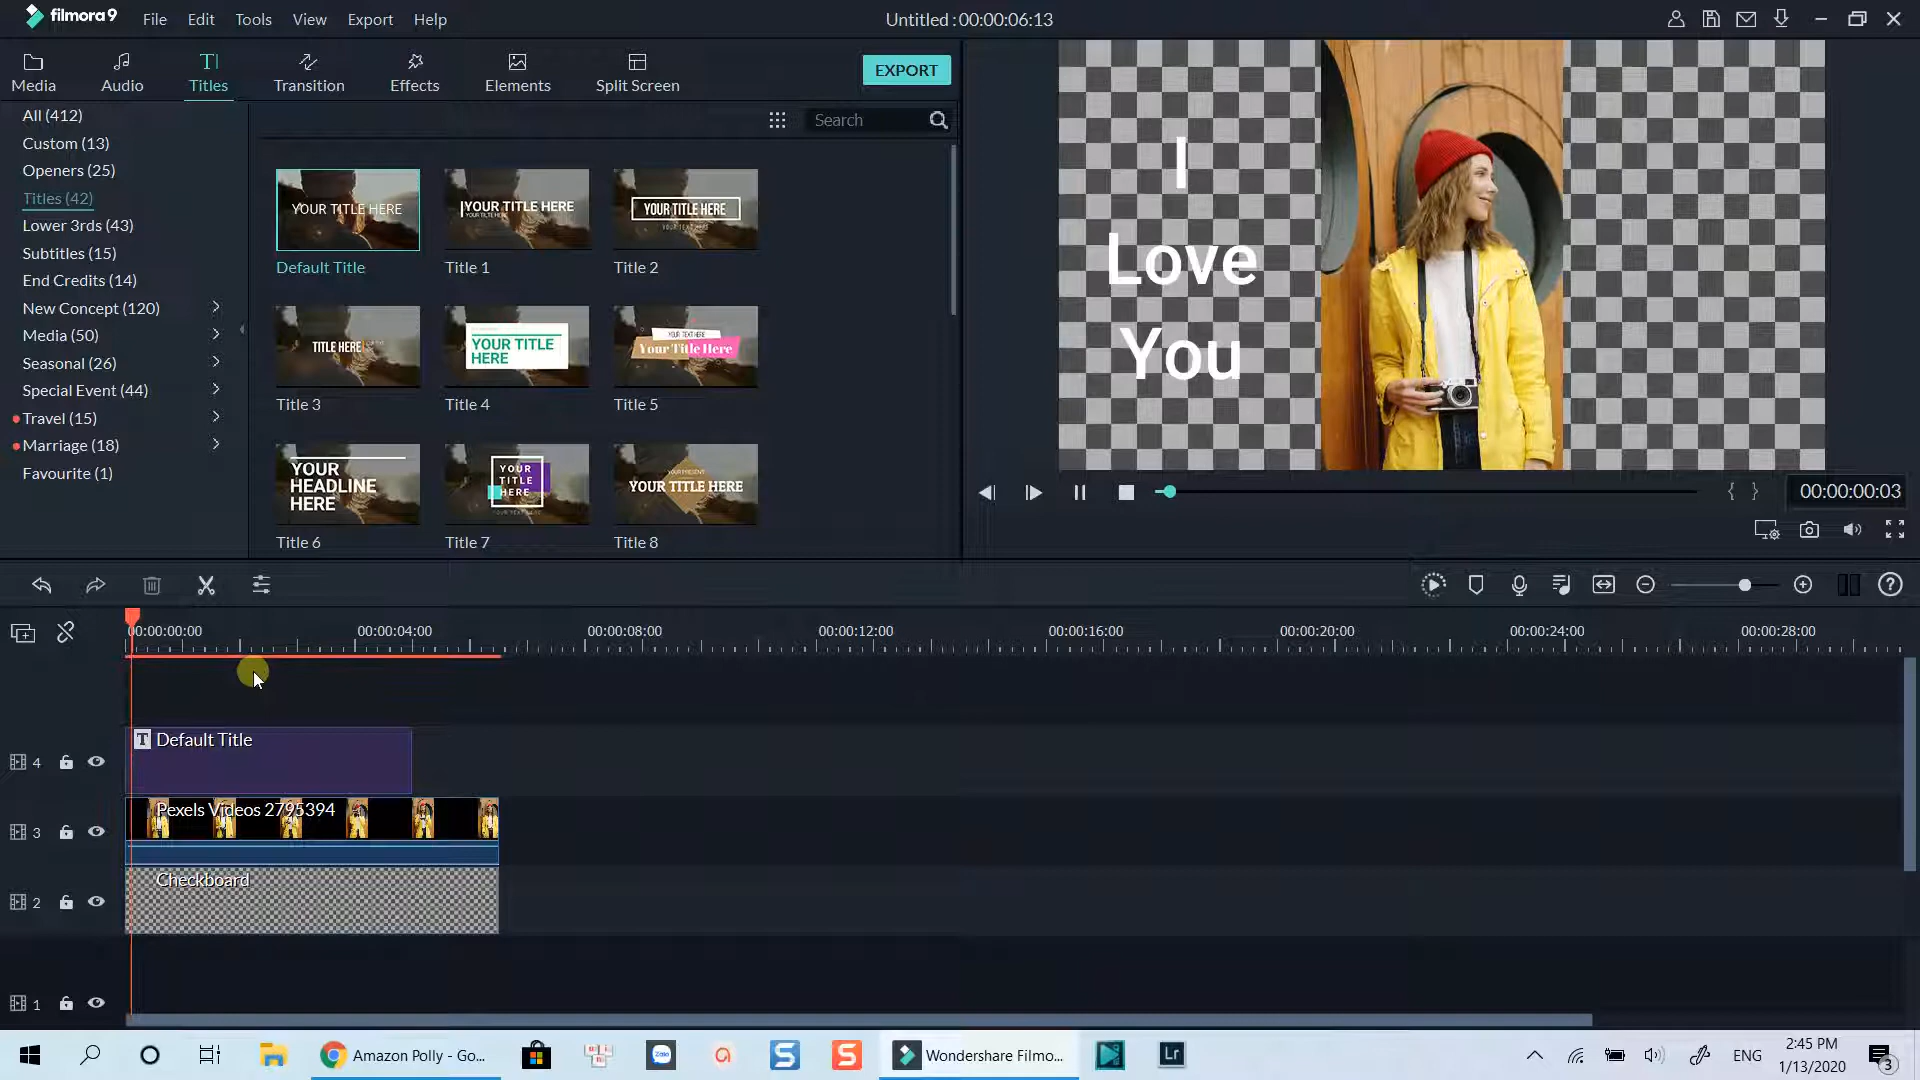 filmora9 File Edit Tools View Export Help Untitled : 00:00:06:13
Media Audio Titles Transition Effects Elements Split Screen EXPORT
All (412)
Custom (13)
Openers (25)
Titles (42)
Lower 3rds (43)
Subtitles (15)
End Credits (14)
New Concept (120)
Media (50)
Seasonal (26)
Special Event (44)
Travel (15)
Marriage (18)
Favourite (1)
Search
YOUR TITLE HERE
YOUR TITLE HERE
YOUR TITLE HERE
Default Title Title 1 Title 2
TITLE HERE
YOUR TITLE
HERE
YOUR TEXT HERE
Your Title Here
Title 3 Title 4 Title 5
YOUR
HEADLINE
HERE
YOUR
TITLE
HERE
YOUR TITLE HERE
Title 6 Title 7 Title 8
I
Love
You
00:00:00:03
00:00:00:00 00:00:04:00 00:00:08:00 00:00:12:00 00:00:16:00 00:00:20:00 00:00:24:00 00:00:28:00
4 T Default Title
3 Pexels Videos 2795394
2 Checkboard
1
Amazon Polly - Go... Zalo S S Wondershare Filmo... Lr ENG 2:45 PM
1/13/2020 3